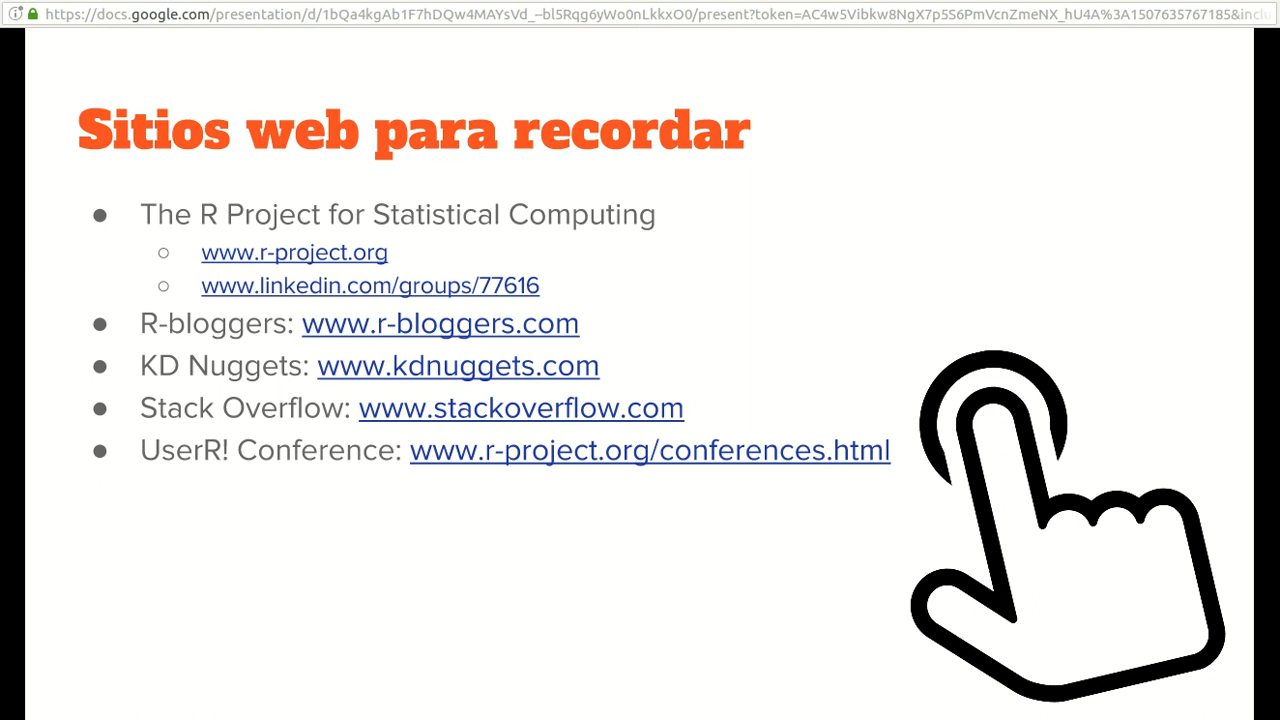 https://docs.google.com/presentation/d/1bQa4kgAb1F7hDQw4MAYsVd_--bl5Rqg6yWo0nLkkxO0/present?token=AC4w5Vibkw8NgX7p5S6PmVcnZmeNX_hU4A%3A1507635767185&inclu
Sitios web para recordar
● The R Project for Statistical Computing
○ www.r-project.org
○ www.linkedin.com/groups/77616
● R-bloggers: www.r-bloggers.com
● KD Nuggets: www.kdnuggets.com
● Stack Overflow: www.stackoverflow.com
● UserR! Conference: www.r-project.org/conferences.html